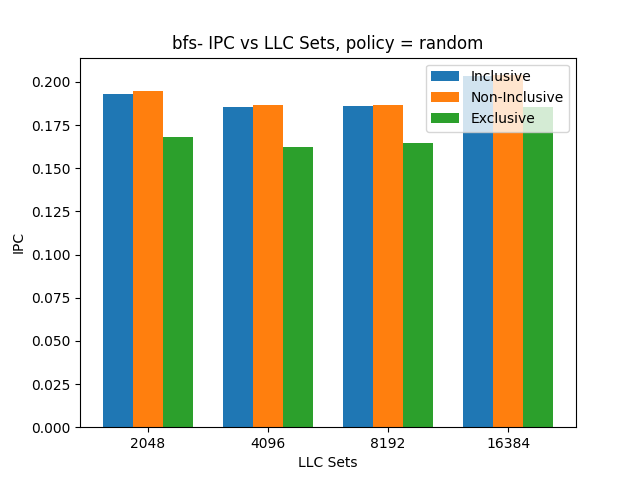 bfs- IPC vs LLC Sets, policy = random
Inclusive
Non-Inclusive
Exclusive
IPC
0.200
0.175
0.150
0.125
0.100
0.075
0.050
0.025
0.000
2048 4096 8192 16384
LLC Sets